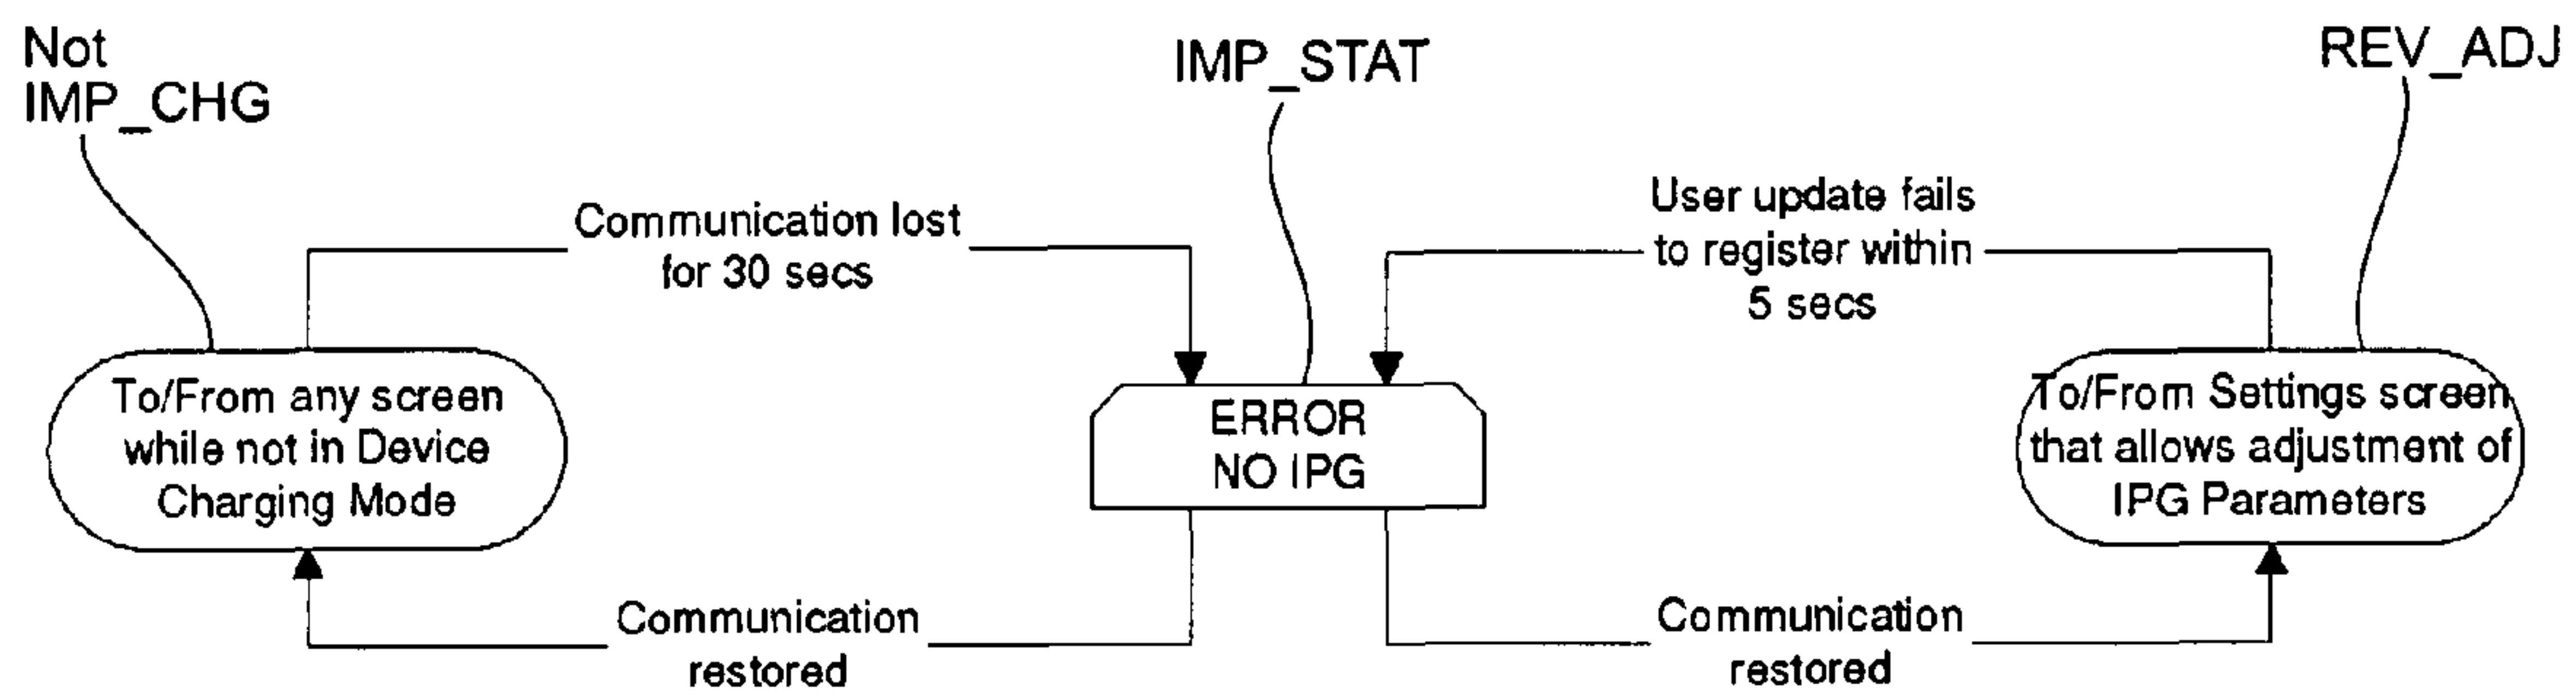 Not
IMP_CHG
IMP_STAT
REV_ADJ
Communication lost
for 30 secs
User update fails
to register within
5 secs
To/From any screen
while not in Device
Charging Mode
ERROR
NO IPG
To/From Settings screen
that allows adjustment of
IPG Parameters
Communication
restored
Communication
restored